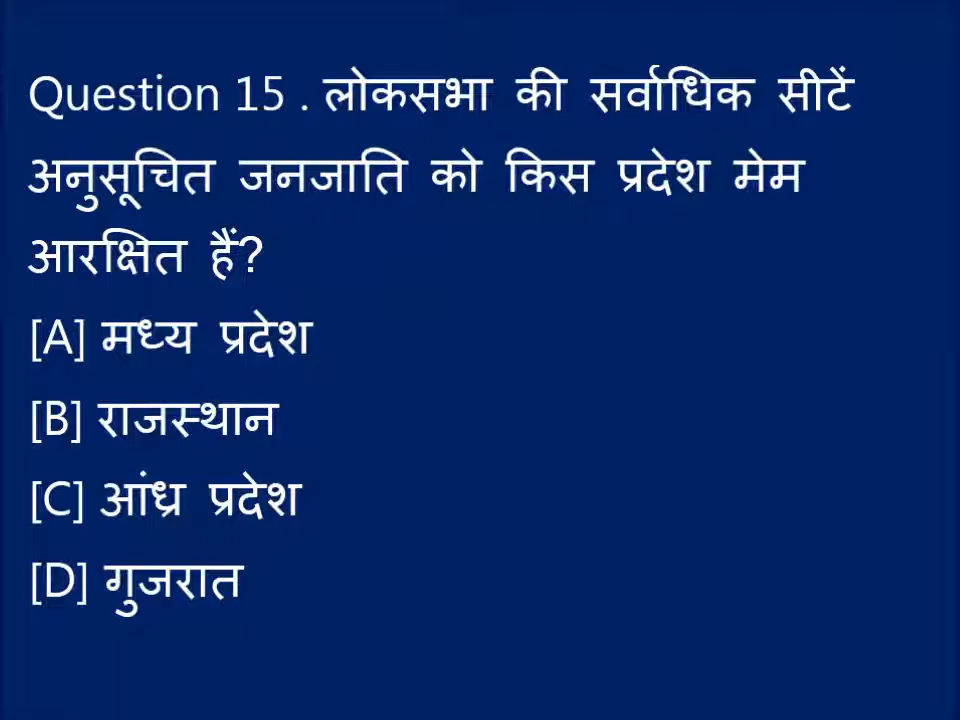 Question 15 . लोकसभा की सर्वाधिक सीटें
अनुसूचित जनजाति को किस प्रदेश मेम
आरक्षित हैं?
[A] मध्य प्रदेश
[B] राजस्थान
[C] आंध्र प्रदेश
[D] गुजरात